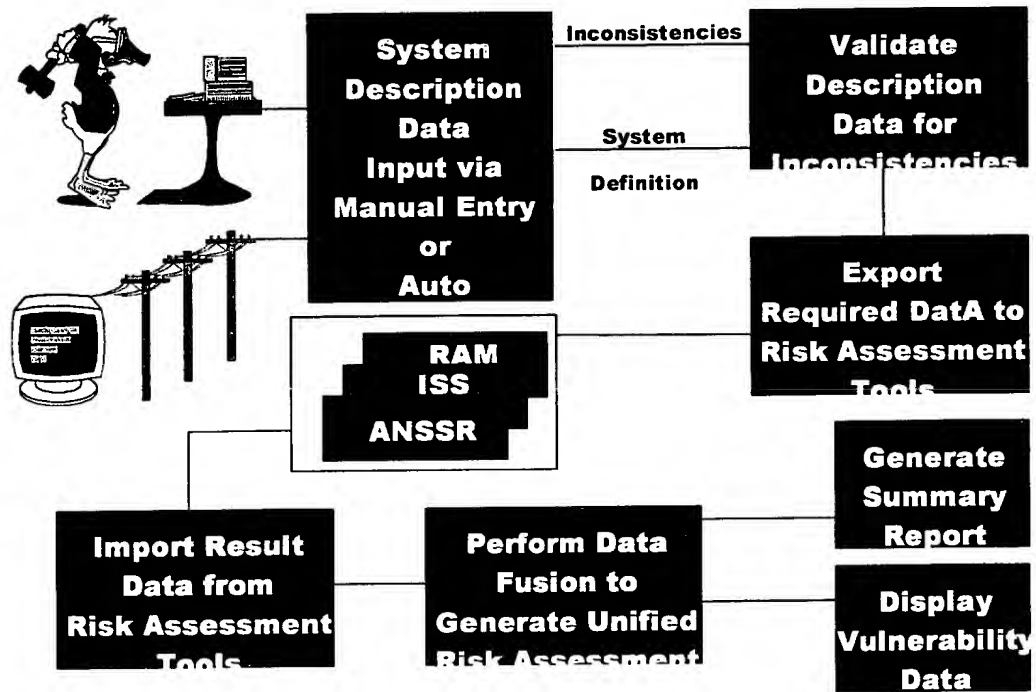 System
Description
Data
Input via
Manual Entry
or
Auto
Inconsistencies
System
Definition
Validate
Description
Data for
Inconsistencies
Export
Required DatA to
Risk Assessment
Tools
RAM
ISS
ANSSR
Import Result
Data from
Risk Assessment
Tools
Perform Data
Fusion to
Generate Unified
Risk Assessment
Generate
Summary
Report
Display
Vulnerability
Data